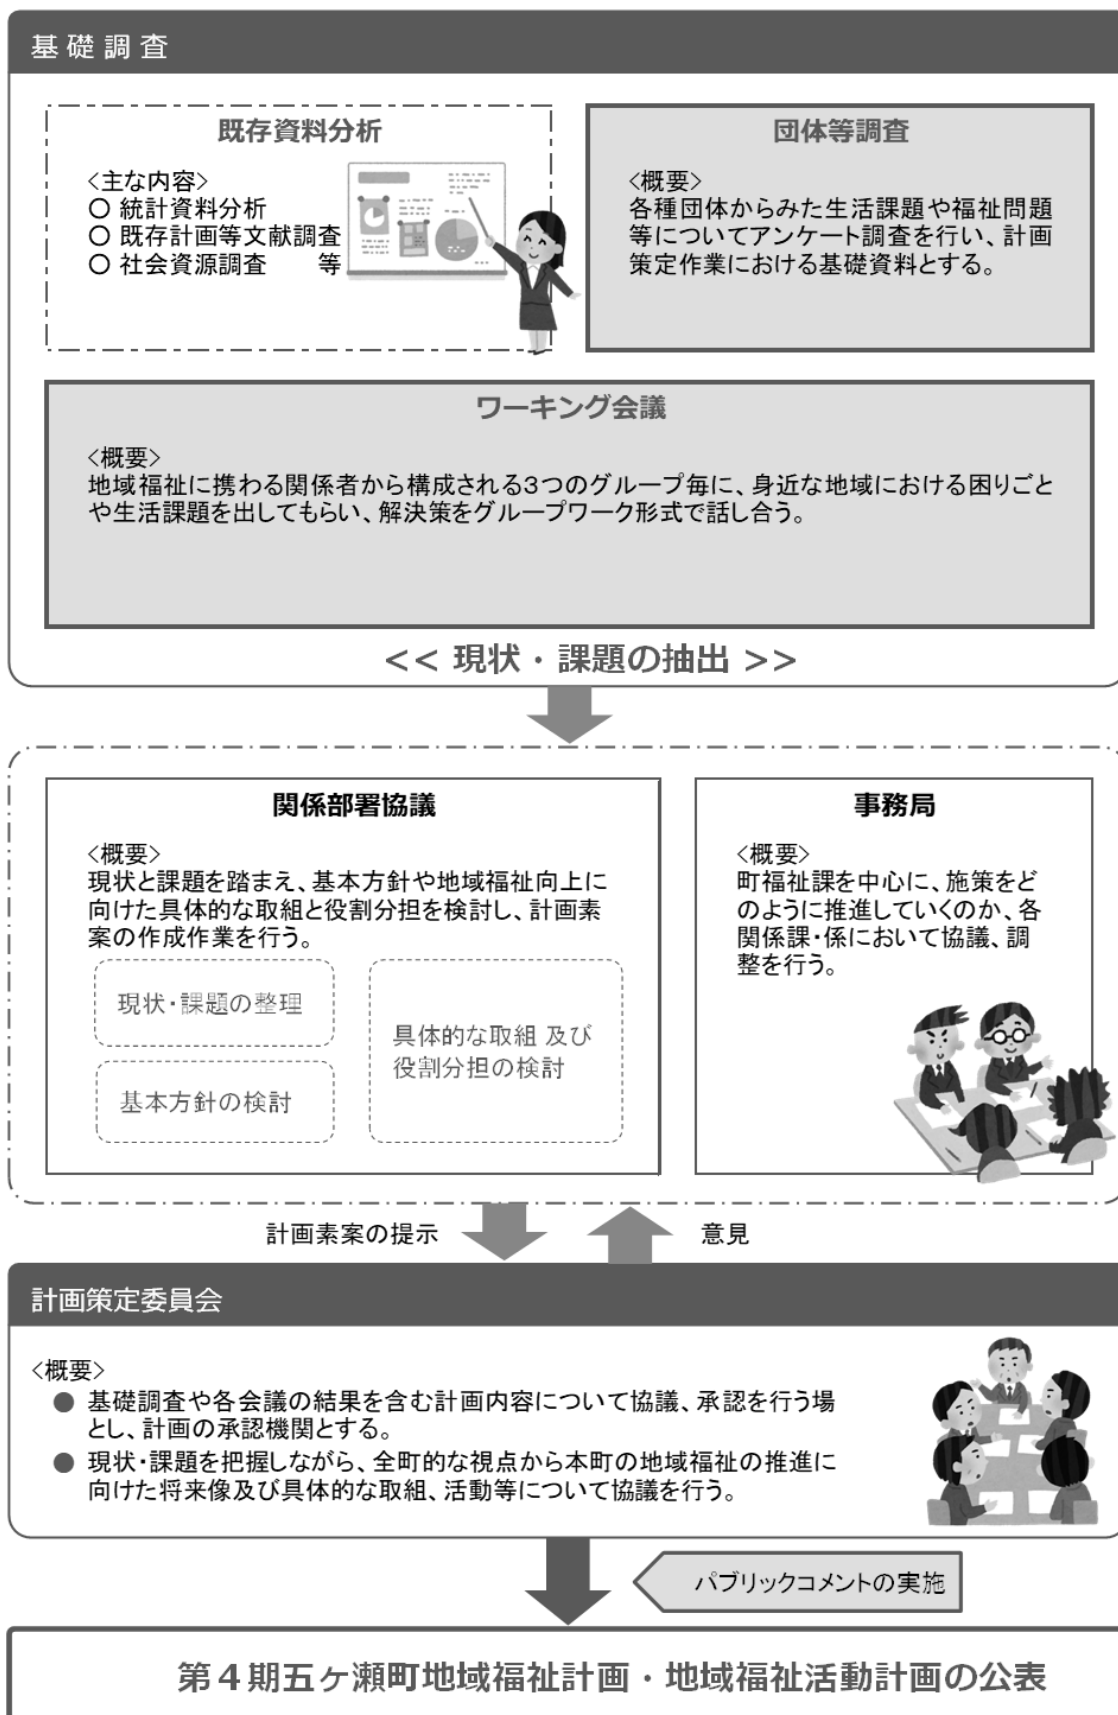 基礎調査
既存資料分析
<主な内容>
○ 統計資料分析
○ 既存計画等文献調査
○ 社会資源調査　等
団体等調査
<概要>
各種団体からみた生活課題や福祉問題
等についてアンケート調査を行い、計画
策定作業における基礎資料とする。
ワーキング会議
<概要>
地域福祉に携わる関係者から構成される3つのグループ毎に、身近な地域における困りごと
や生活課題を出してもらい、解決策をグループワーク形式で話し合う。
<< 現状・課題の抽出 >>
関係部署協議
<概要>
現状と課題を踏まえ、基本方針や地域福祉向上に
向けた具体的な取組と役割分担を検討し、計画素
案の作成作業を行う。
現状・課題の整理
基本方針の検討
具体的な取組 及び
役割分担の検討
事務局
<概要>
町福祉課を中心に、施策をど
のように推進していくのか、各
関係課・係において協議、調
整を行う。
計画素案の提示
意見
計画策定委員会
<概要>
● 基礎調査や各会議の結果を含む計画内容について協議、承認を行う場
とし、計画の承認機関とする。
● 現状・課題を把握しながら、全町的な視点から本町の地域福祉の推進に
向けた将来像及び具体的な取組、活動等について協議を行う。
パブリックコメントの実施
第４期五ヶ瀬町地域福祉計画・地域福祉活動計画の公表